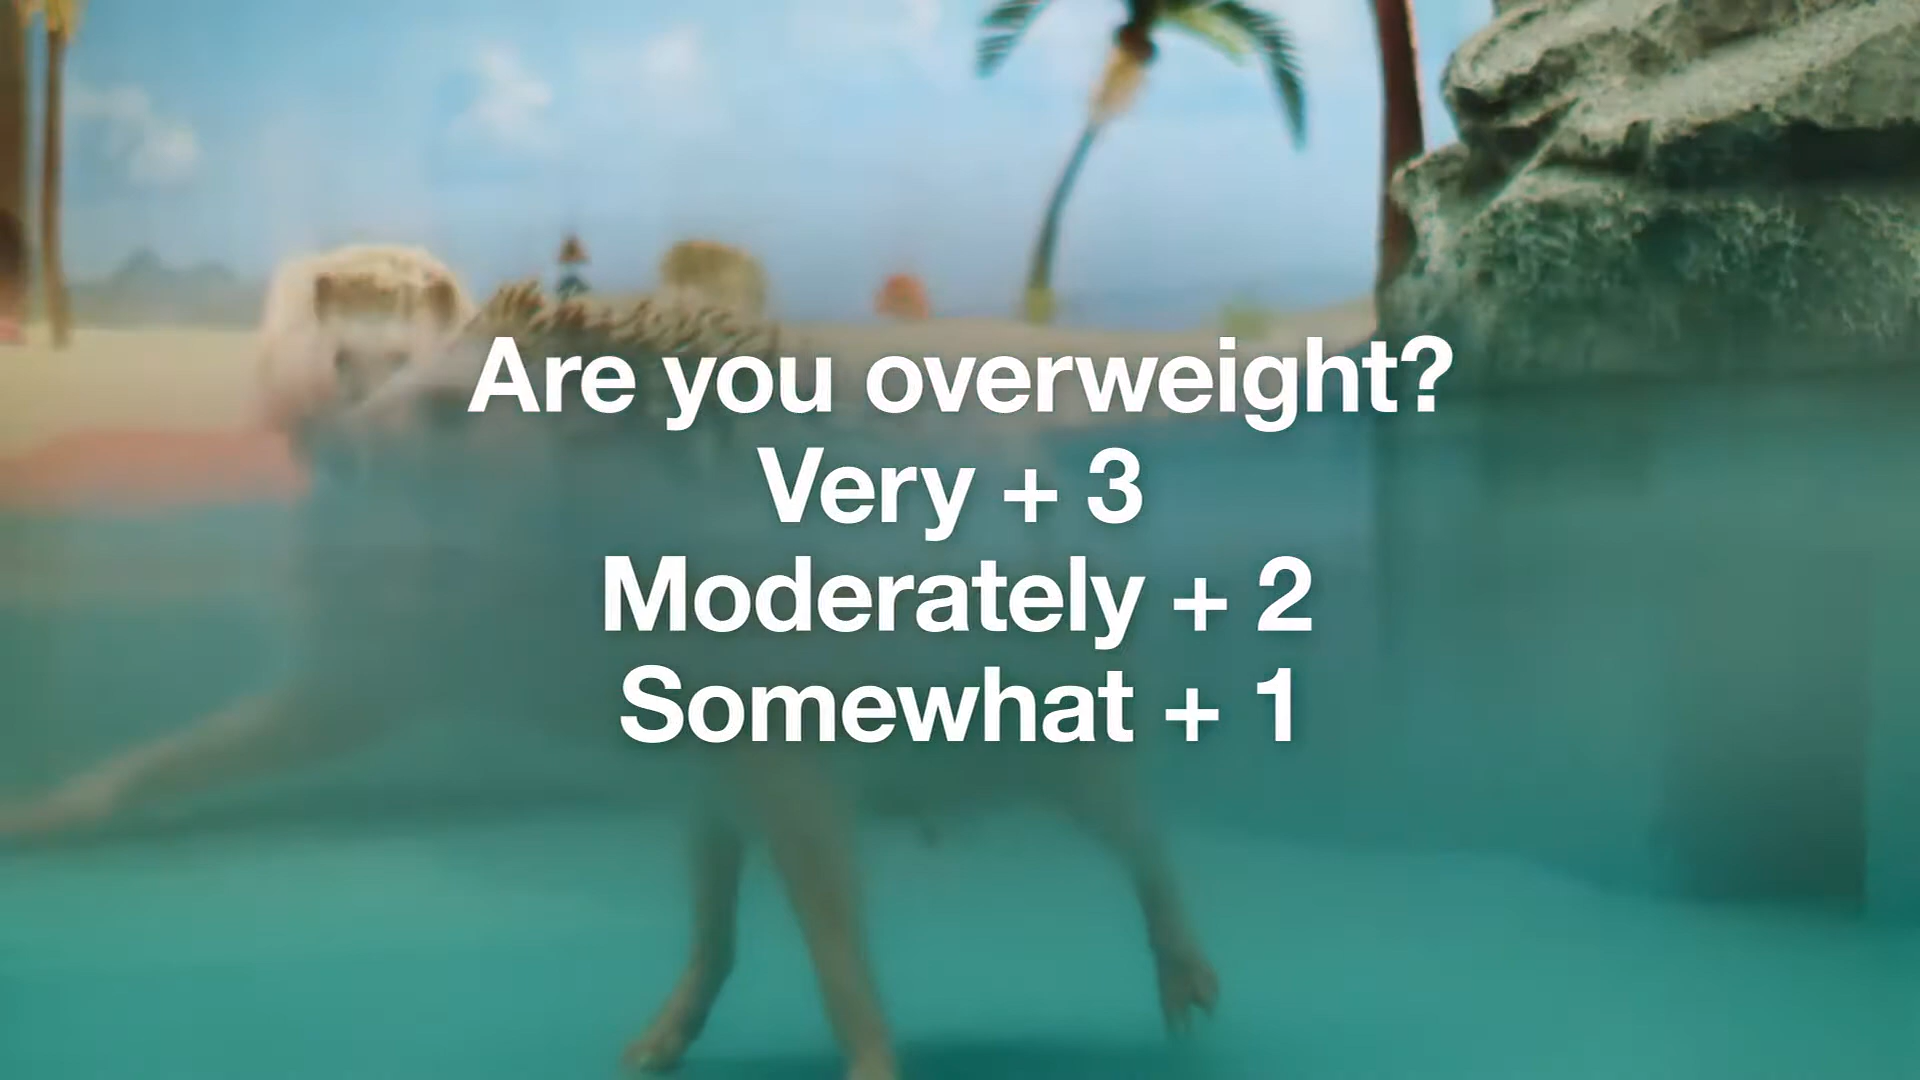 Are you overweight?
Very + 3
Moderately + 2
Somewhat + 1